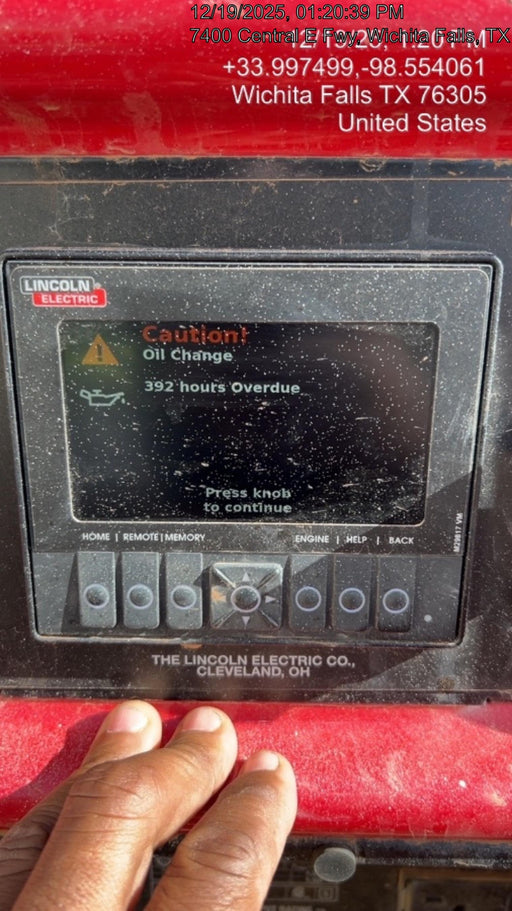 12/19/2025, 01:20:39 PM
7400 Central E Fwy, Wichita Falls, TX
+33.997499,-98.554061
Wichita Falls TX 76305
United States
LINCOLN
ELECTRIC
Caution!
Oil Change
392 hours Overdue
Press knob
to continue
HOME | REMOTE | MEMORY
ENGINE | HELP | BACK
M29817 VM
THE LINCOLN ELECTRIC CO.,
CLEVELAND, OH